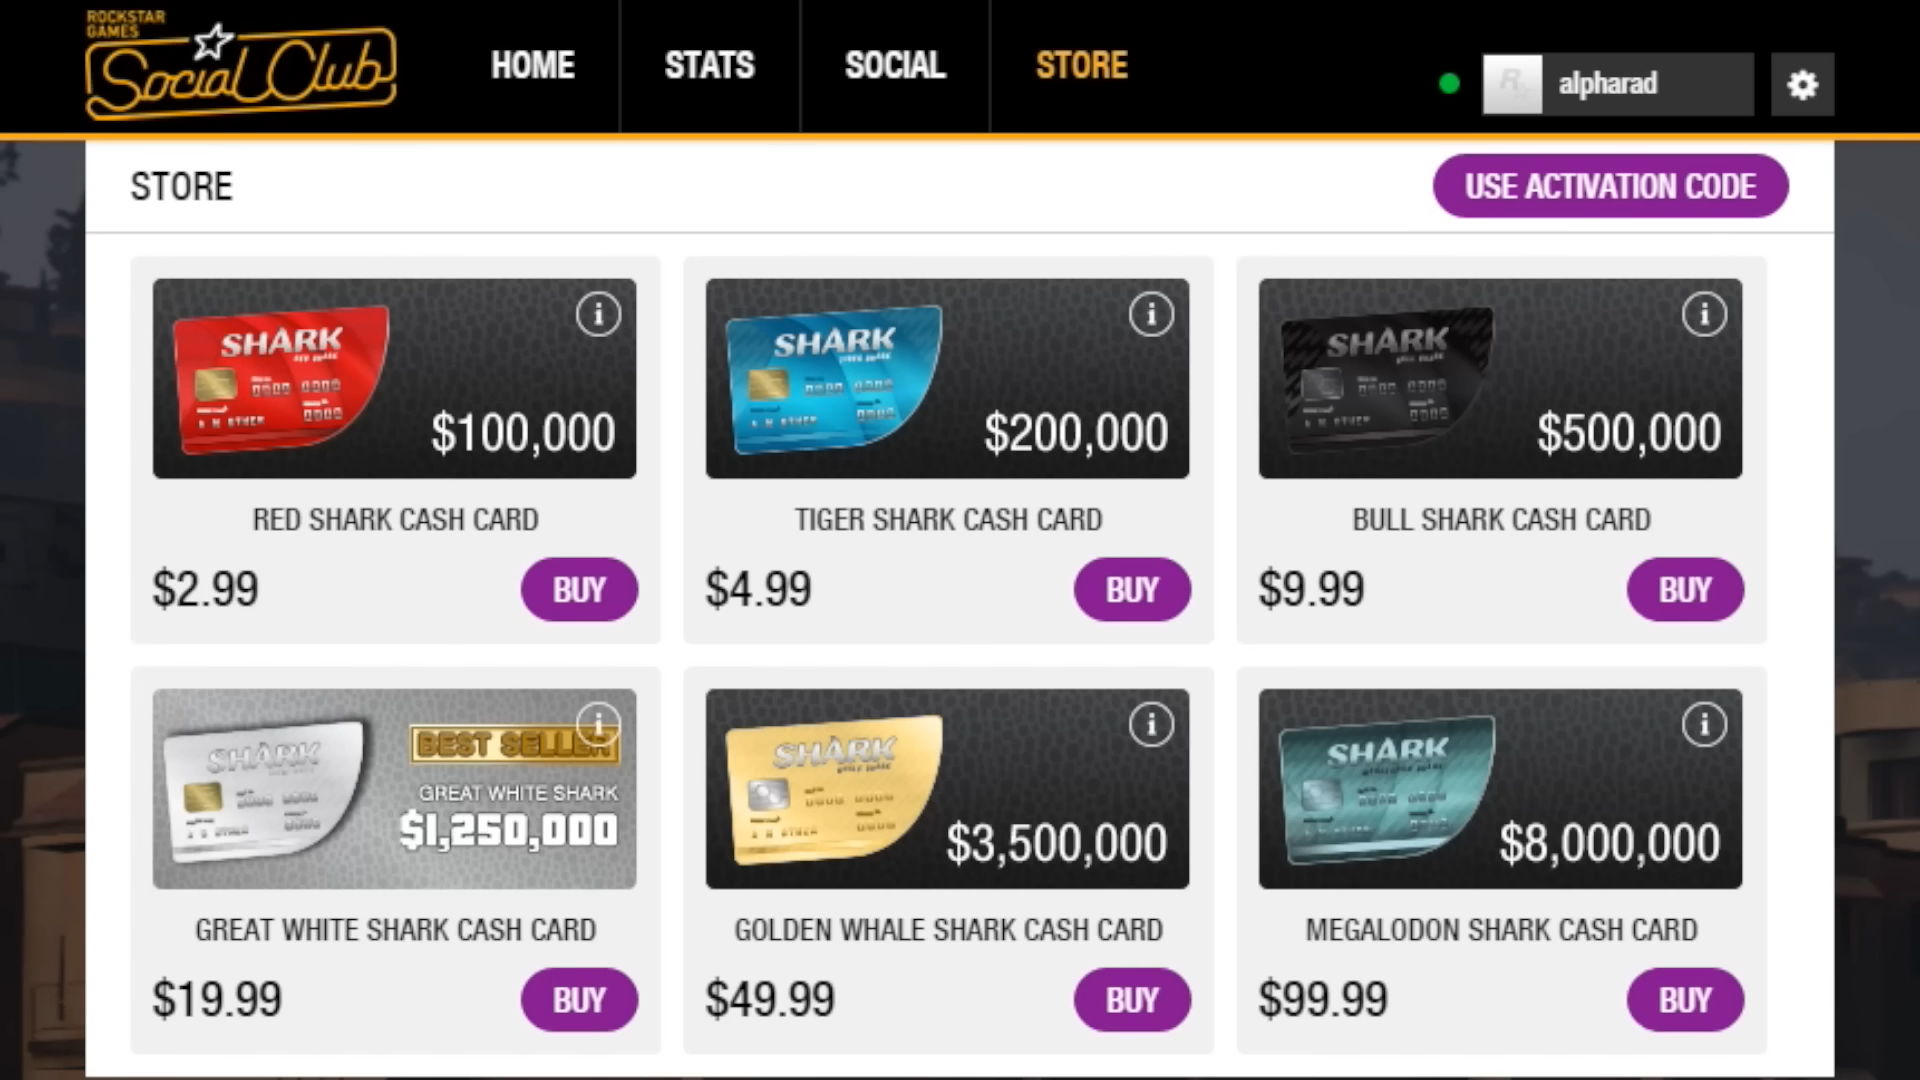 ROCKSTAR
GAMES
Social Club
HOME
STATS
SOCIAL
STORE
alpharad
STORE
USE ACTIVATION CODE
SHARK
$100,000
RED SHARK CASH CARD
$2.99
BUY
SHARK
$200,000
TIGER SHARK CASH CARD
$4.99
BUY
SHARK
$500,000
BULL SHARK CASH CARD
$9.99
BUY
SHARK
BEST SELLER
GREAT WHITE SHARK
$1,250,000
GREAT WHITE SHARK CASH CARD
$19.99
BUY
SHARK
$3,500,000
GOLDEN WHALE SHARK CASH CARD
$49.99
BUY
SHARK
$8,000,000
MEGALODON SHARK CASH CARD
$99.99
BUY